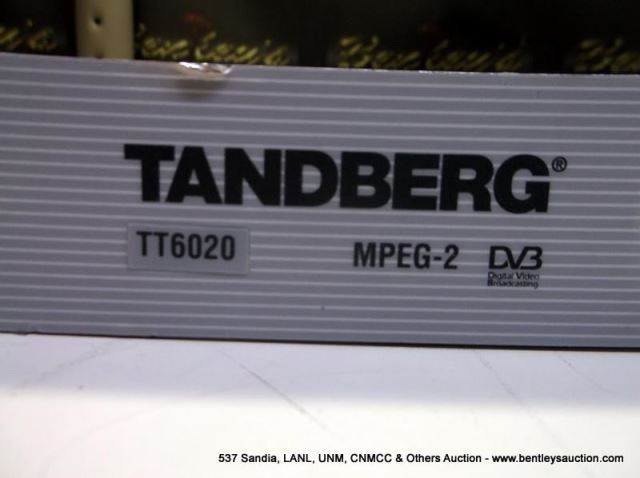 TANDBERG®
TT6020 MPEG-2 DVB
Digital Video
Broadcasting
537 Sandia, LANL, UNM, CNMCC & Others Auction - www.bentleysauction.com